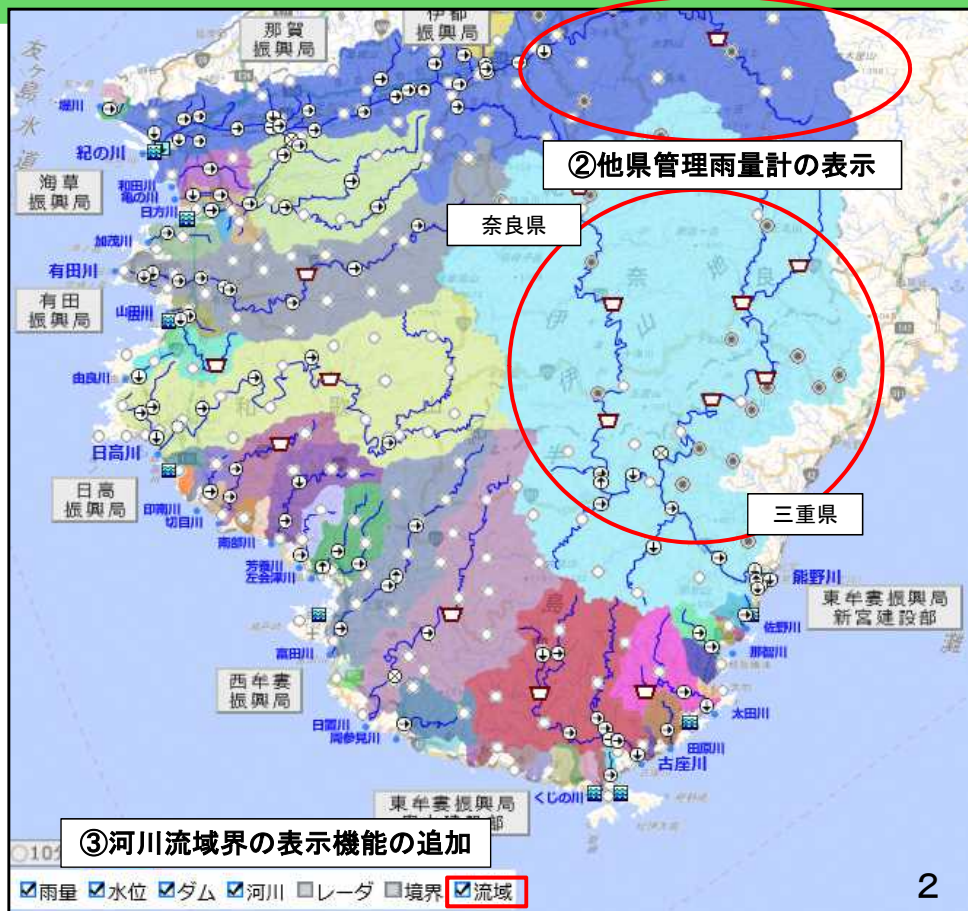 那賀
振興局
伊都
振興局
友ヶ島水道
堀川
紀の川
海草
振興局
和田川
亀の川
日方川
加茂川
②他県管理雨量計の表示
奈良県
有田川
有田
振興局
山田川
由良川
奈良
和歌山
日高川
日高
振興局
印南川
切目川
南部川
芳養川
左会津川
三重県
熊野川
東牟婁振興局
新宮建設部
佐野川
那智川
富田川
西牟婁
振興局
日置川
周参見川
太田川
田原川
古座川
東牟婁振興局
くじの川
③河川流域界の表示機能の追加
雨量 水位 ダム 河川 レーダ 境界 流域
2